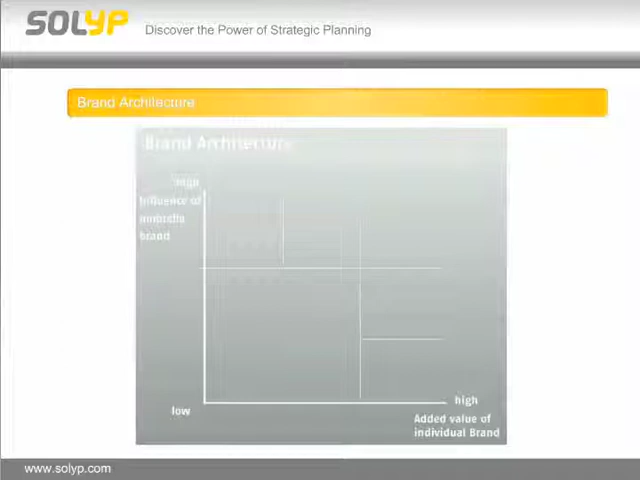 SOLYP Discover the Power of Strategic Planning
Brand Architecture
Brand Architecture
high
Influence of
umbrella
brand
low
high
Added value of
individual Brand
www.solyp.com